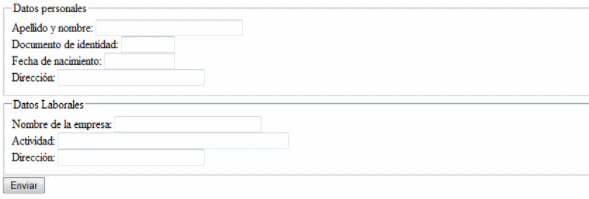 Datos personales
Apellido y nombre:
Documento de identidad:
Fecha de nacimiento:
Dirección:
Datos Laborales
Nombre de la empresa:
Actividad:
Dirección:
Enviar